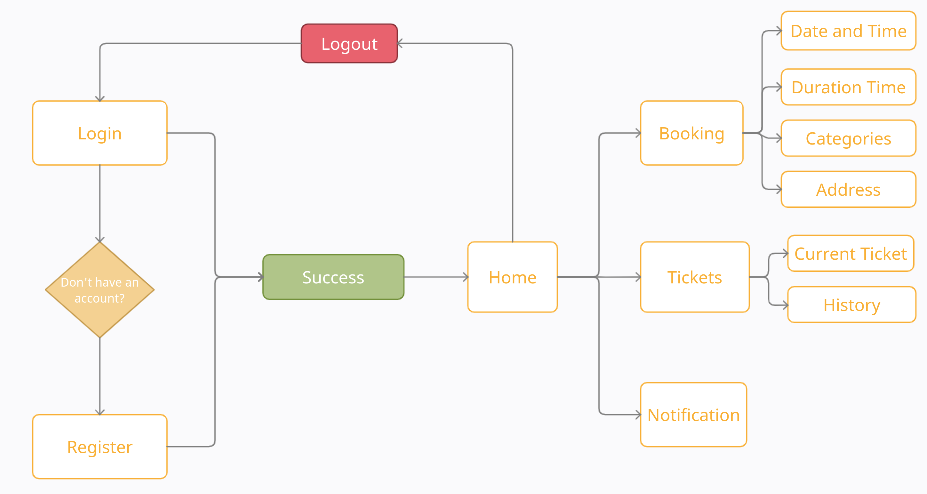 Logout
Login
Don't have an
account?
Register
Success
Home
Booking
Date and Time
Duration Time
Categories
Address
Tickets
Current Ticket
History
Notification